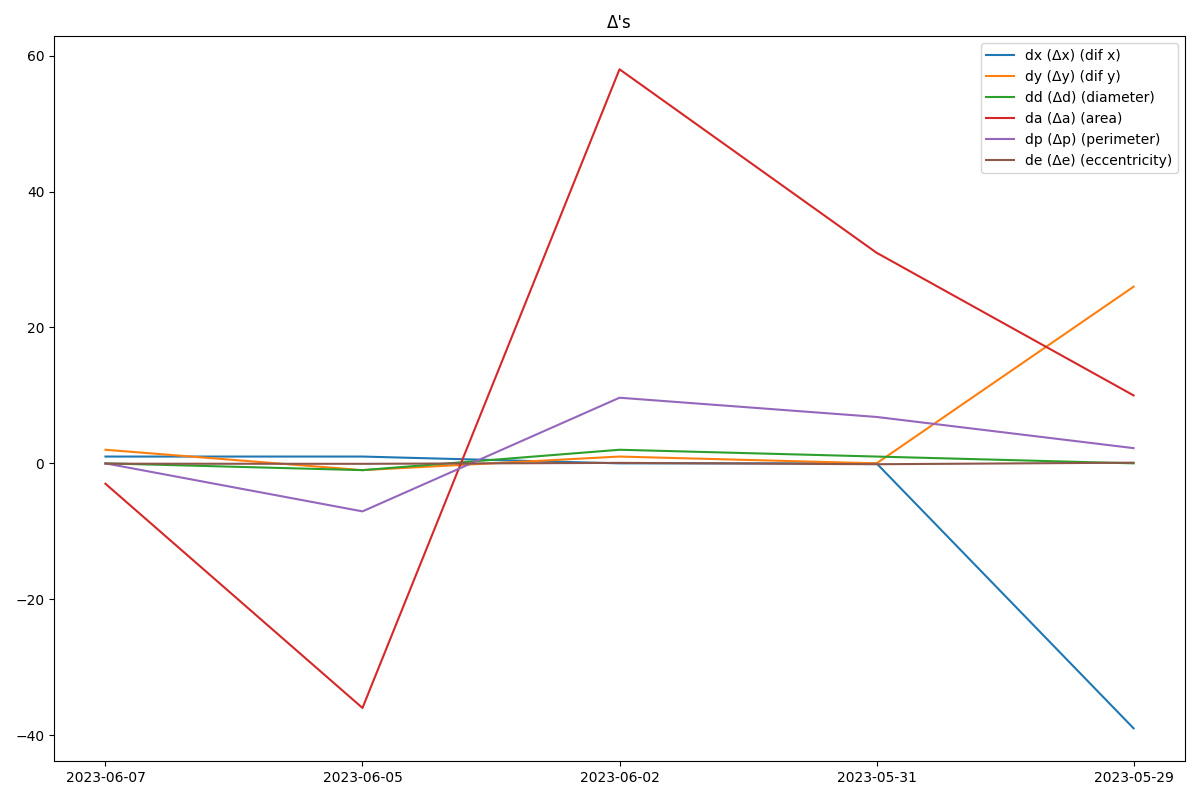 Δ's
dx (Δx) (dif x)
dy (Δy) (dif y)
dd (Δd) (diameter)
da (Δa) (area)
dp (Δp) (perimeter)
de (Δe) (eccentricity)
60
40
20
0
−20
−40
2023-06-07 2023-06-05 2023-06-02 2023-05-31 2023-05-29